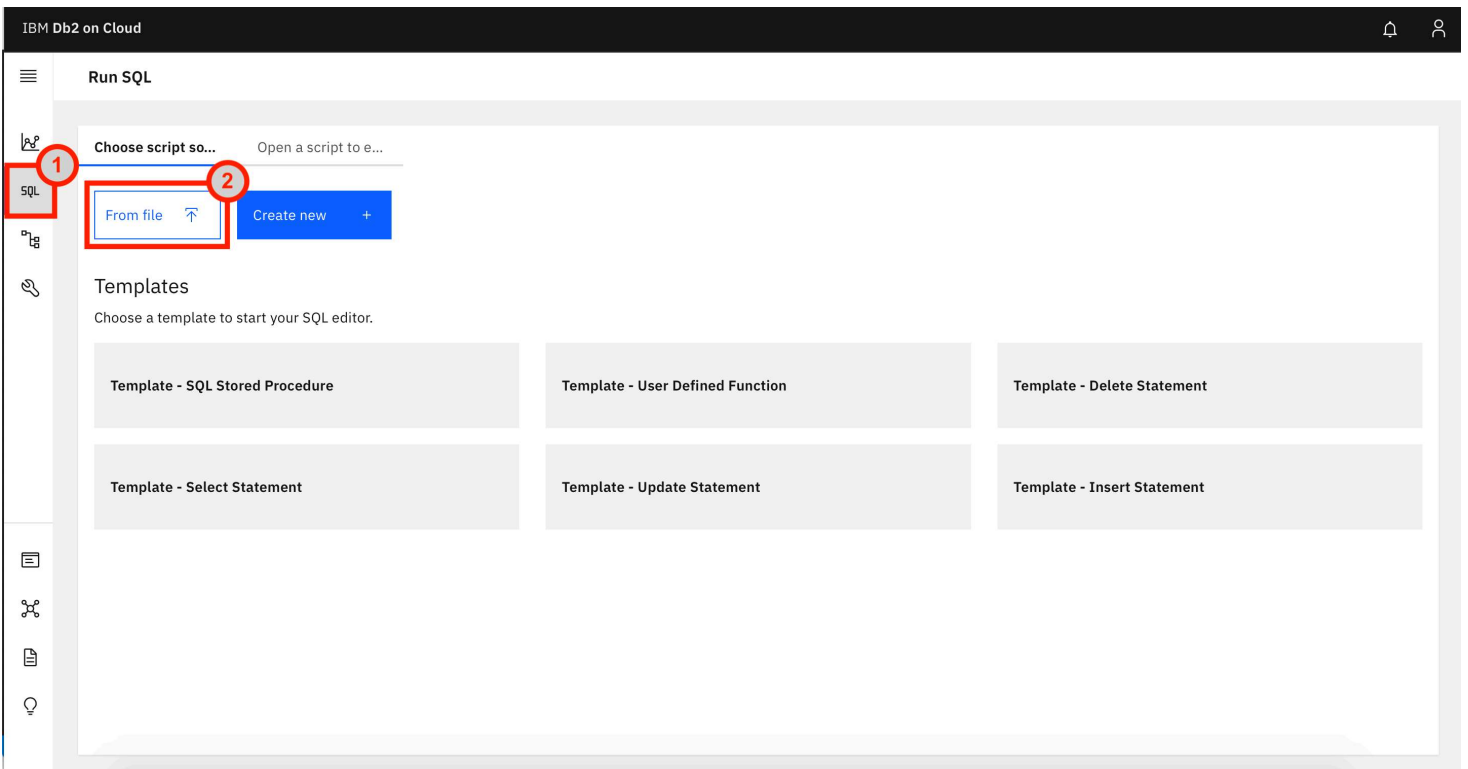 IBM Db2 on Cloud
Run SQL
Choose script so... Open a script to e...
1
SQL
2
From file Create new +
Templates
Choose a template to start your SQL editor.
Template - SQL Stored Procedure Template - User Defined Function Template - Delete Statement
Template - Select Statement Template - Update Statement Template - Insert Statement